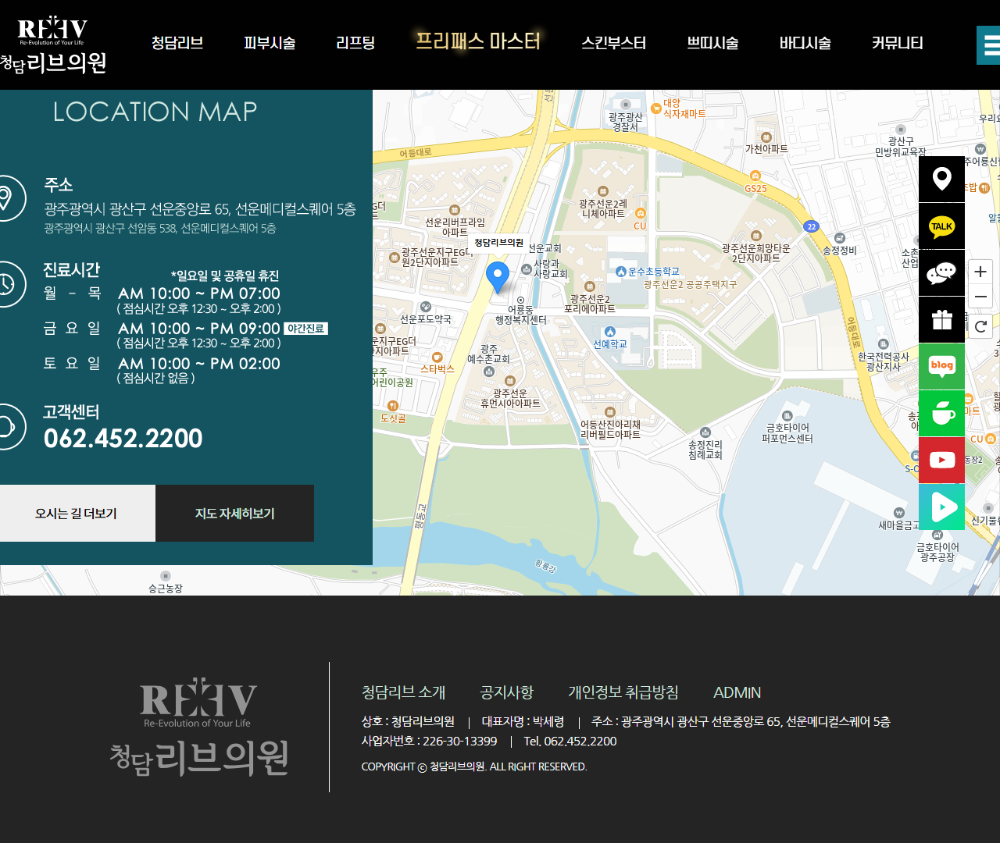 REEV
Re-Evolution of Your Life
청담리브의원
청담리브
피부시술
리프팅
프리패스 마스터
스킨부스터
쁘띠시술
바디시술
커뮤니티
LOCATION MAP
주소
광주광역시 광산구 선운중앙로 65, 선운메디컬스퀘어 5층
광주광역시 광산구 선암동 538, 선운메디컬스퀘어 5층
진료시간
*일요일 및 공휴일 휴진
월 - 목 AM 10:00 ~ PM 07:00
( 점심시간 오후 12:30 ~ 오후 2:00 )
금 요 일 AM 10:00 ~ PM 09:00 야간진료
( 점심시간 오후 12:30 ~ 오후 2:00 )
토 요 일 AM 10:00 ~ PM 02:00
( 점심시간 없음 )
고객센터
062.452.2200
오시는 길 더보기
지도 자세히보기
어등대로
광주광산
경찰서
대양
식자재마트
가천아파트
광산구
민방위교육장
GS25
광주선운2레
니체아파트
CU
선운리버프라임
아파트
광주선운지구EG더
원2단지아파트
청담리브의원
선운교회
사랑과
사랑교회
운수초등학교
광주선운2 공공주택지구
광주선운희망타운
2단지아파트
22
송정정비
광주선운2
포리에아파트
어룡동
행정복지센터
선운포도약국
선예학교
광주
예수촌교회
스타벅스
어린이공원
도싯골
광주선운
휴먼시아아파트
어등산진아리채
리버필드아파트
어등대로
한국전력공사
광산지사
송정진리
침례교회
금호타이어
퍼포먼스센터
CU
평동로
황룡강
새마을금고
금호타이어
광주공장
승근농장
TALK
blog
REEV
Re-Evolution of Your Life
청담리브의원
청담리브 소개
공지사항
개인정보 취급방침
ADMIN
상호 : 청담리브의원 | 대표자명 : 박세령 | 주소 : 광주광역시 광산구 선운중앙로 65, 선운메디컬스퀘어 5층
사업자번호 : 226-30-13399 | Tel. 062.452.2200
COPYRIGHT ⓒ 청담리브의원. ALL RIGHT RESERVED.